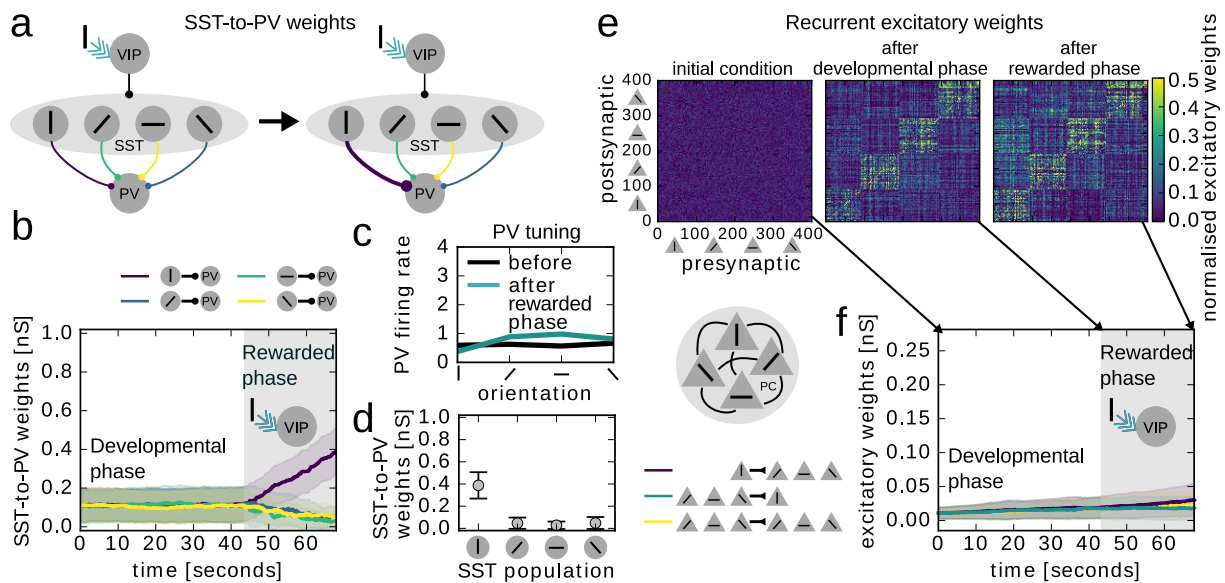 a
SST-to-PV weights
I
VIP
SST
PV
I
VIP
SST
PV
b
PV
PV
PV
PV
SST-to-PV weights [nS]
1.0
0.8
0.6
0.4
0.2
0.0
Rewarded
phase
I
VIP
Developmental
phase
0 10 20 30 40 50 60
time [seconds]
c
PV tuning
PV firing rate
4
3
2
1
0
before
after
rewarded
phase
orientation
d
SST-to-PV
weights [nS]
0.8
0.6
0.4
0.2
0.0
SST population
e
Recurrent excitatory weights
initial condition
after
developmental phase
after
rewarded phase
postsynaptic
400
300
200
100
0
0 100 200 300 400
presynaptic
0.5
0.4
0.3
0.2
0.1
0.0
normalised excitatory weights
PC
f
excitatory weights [nS]
0.25
0.20
0.15
0.10
0.05
0.00
Rewarded
phase
I
VIP
Developmental
phase
0 10 20 30 40 50 60
time [seconds]